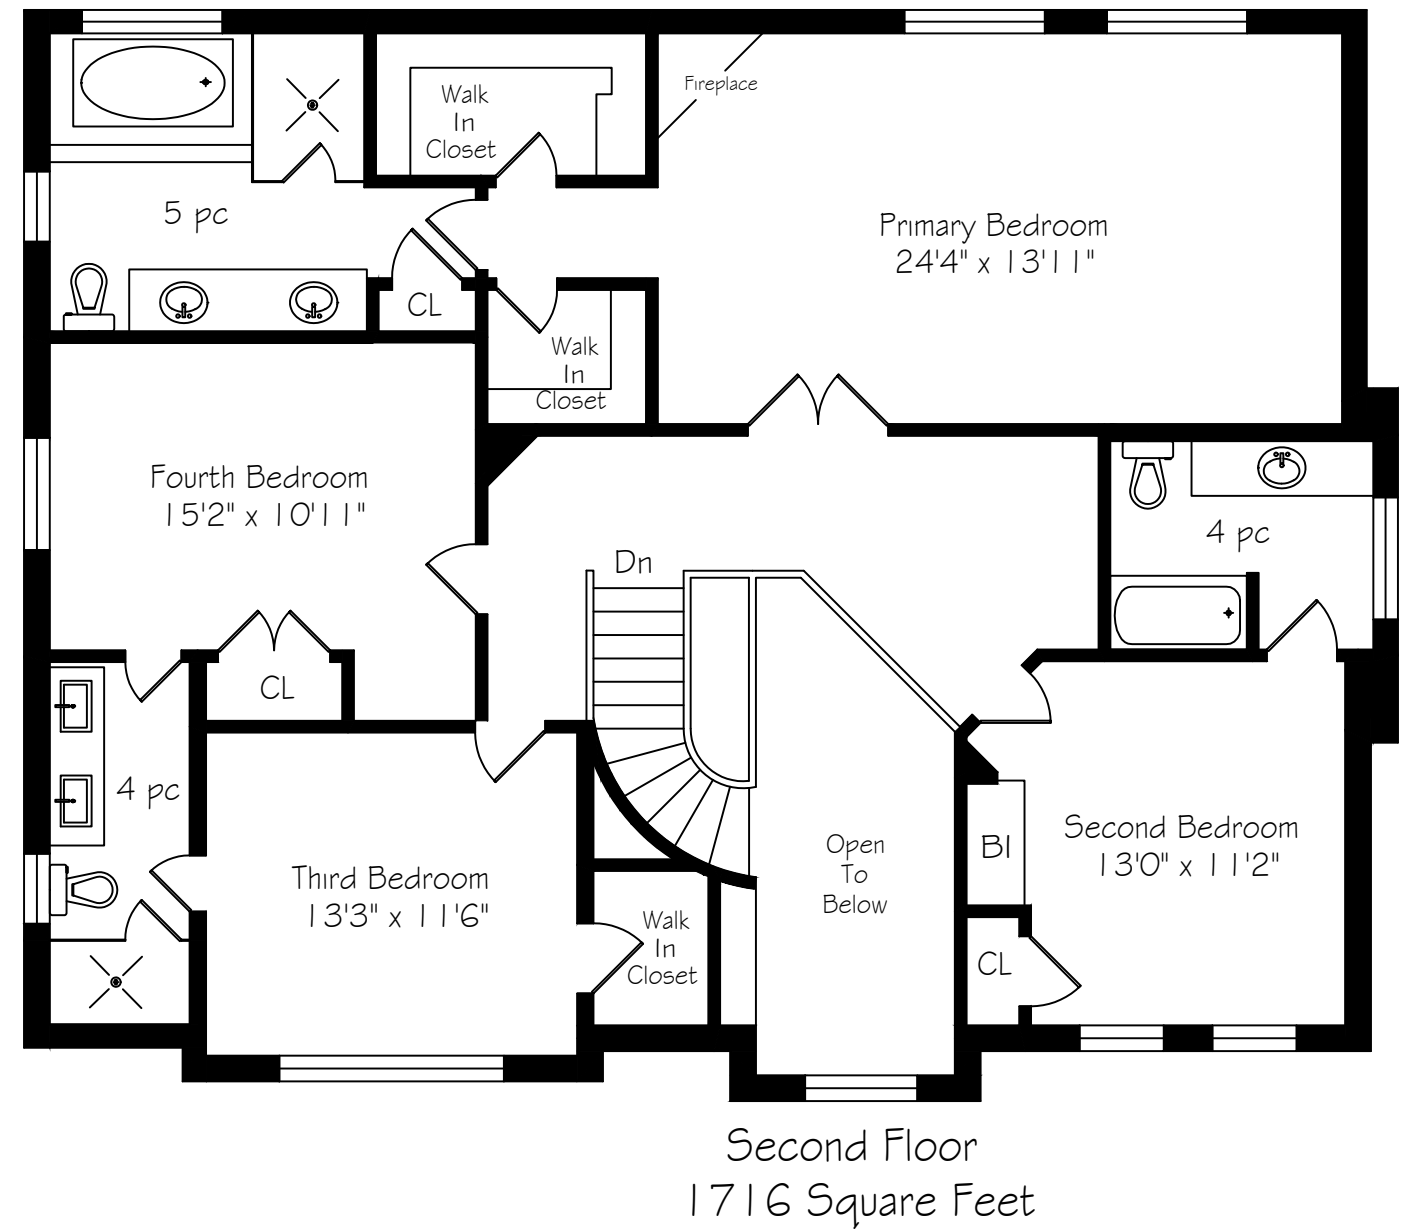 Fireplace
Walk
In
Closet
5 pc
Primary Bedroom
24'4" x 13'11"
CL
Walk
In
Closet
Fourth Bedroom
15'2" x 10'11"
Dn
4 pc
CL
4 pc
Third Bedroom
13'3" x 11'6"
Walk
In
Closet
Open
To
Below
BI
Second Bedroom
13'0" x 11'2"
CL
Second Floor
1716 Square Feet